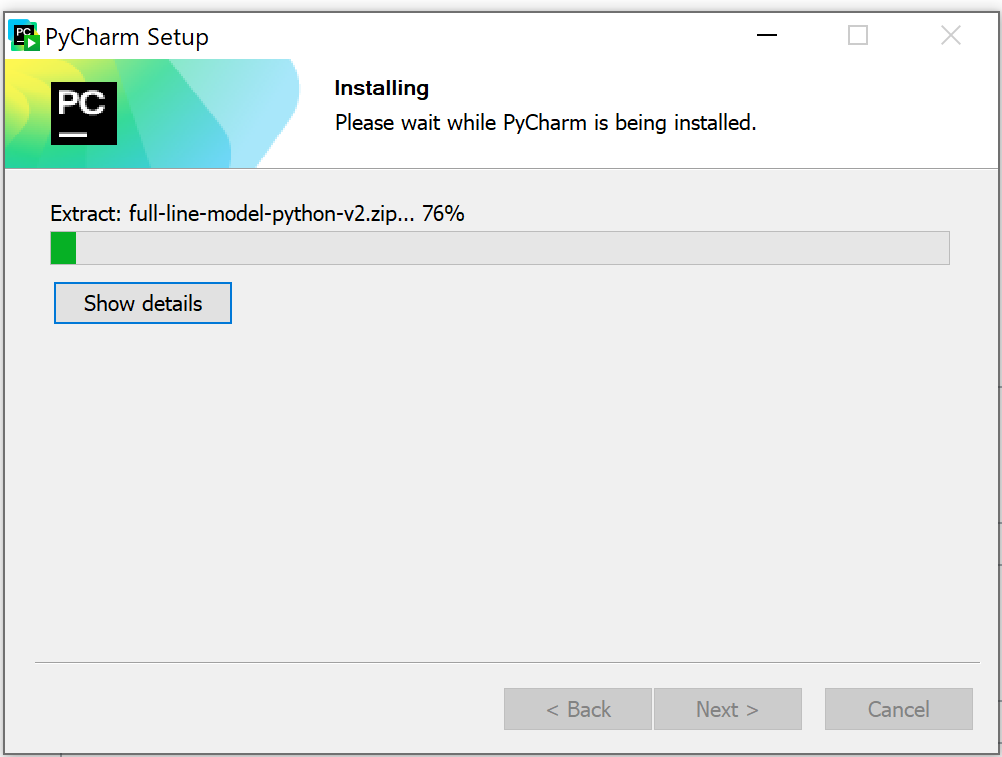 PyCharm Setup
PC
Installing
Please wait while PyCharm is being installed.
Extract: full-line-model-python-v2.zip... 76%
Show details
< Back
Next >
Cancel